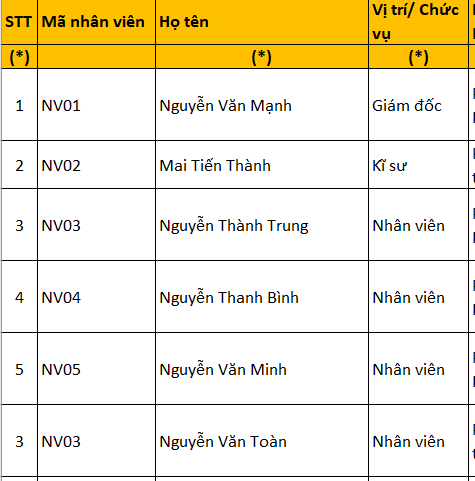 STT Mã nhân viên Họ tên Vị trí/ Chức vụ
(*) (*) (*)
1 NV01 Nguyễn Văn Mạnh Giám đốc
2 NV02 Mai Tiến Thành Kĩ sư
3 NV03 Nguyễn Thành Trung Nhân viên
4 NV04 Nguyễn Thanh Bình Nhân viên
5 NV05 Nguyễn Văn Minh Nhân viên
3 NV03 Nguyễn Văn Toàn Nhân viên